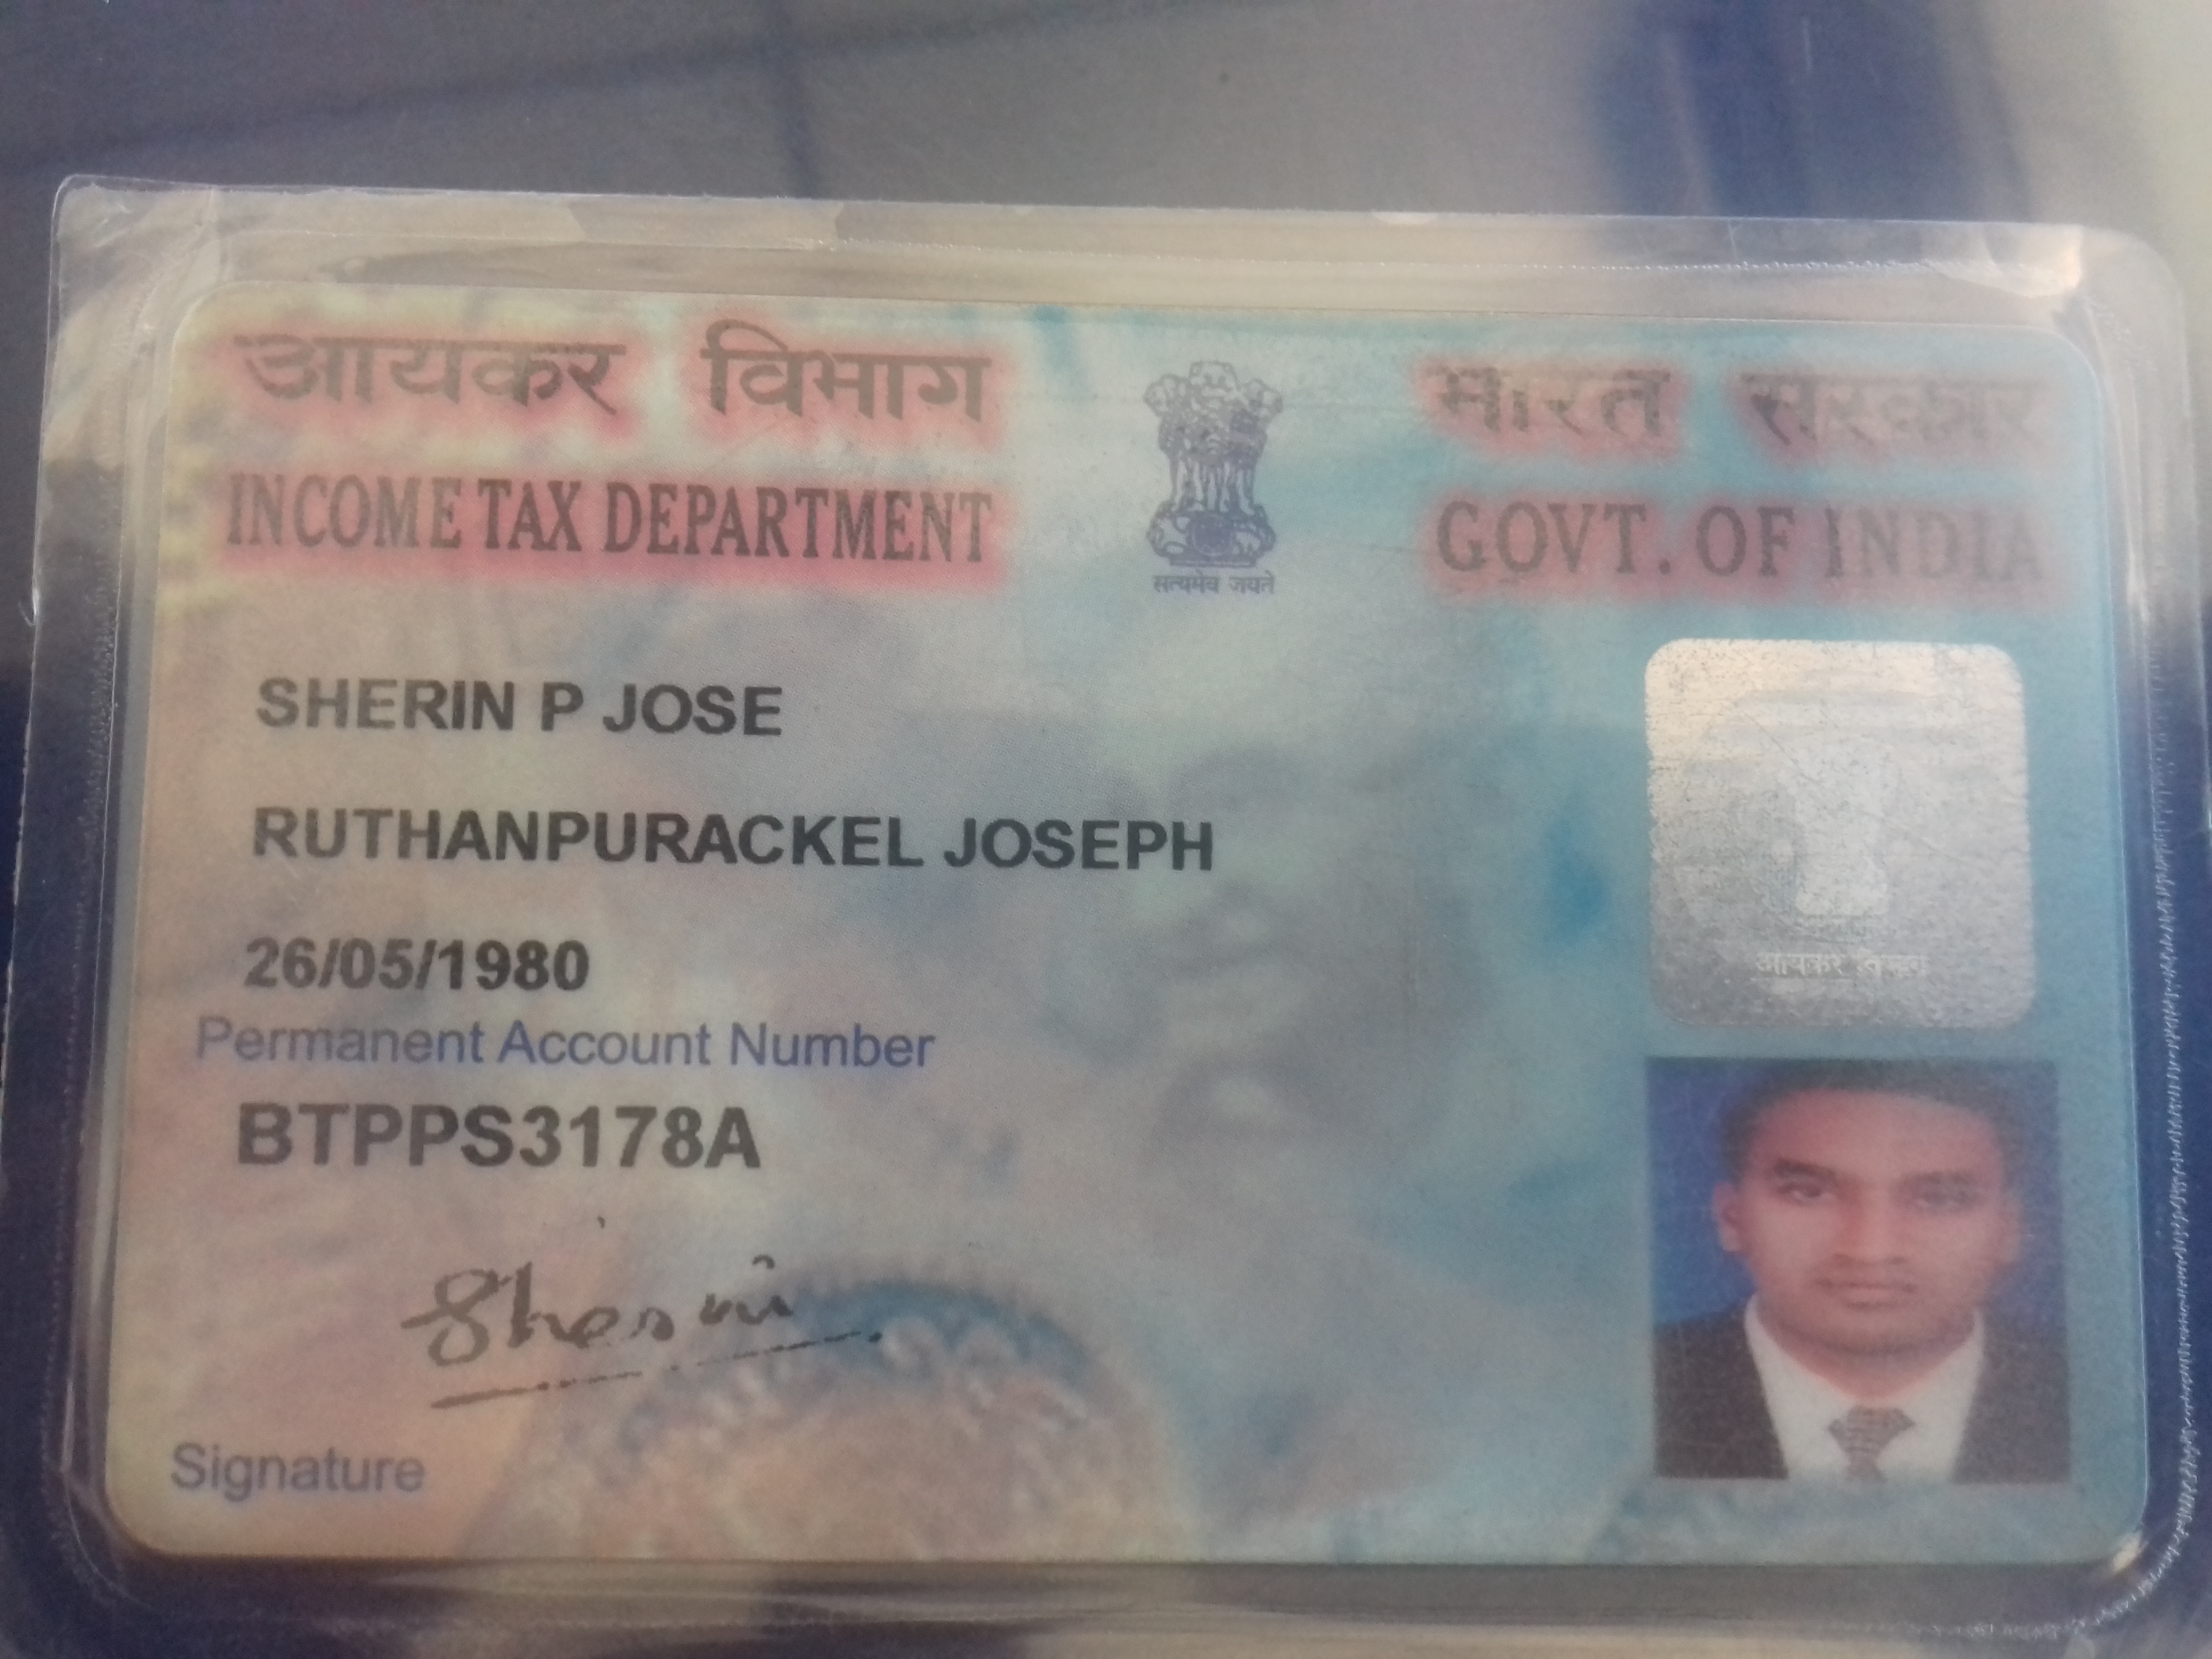 आयकर विभाग
INCOME TAX DEPARTMENT
सत्यमेव जयते
भारत सरकार
GOVT. OF INDIA
SHERIN P JOSE
RUTHANPURACKEL JOSEPH
26/05/1980
Permanent Account Number
BTPPS3178A
Sherin
Signature
आयकर विभाग